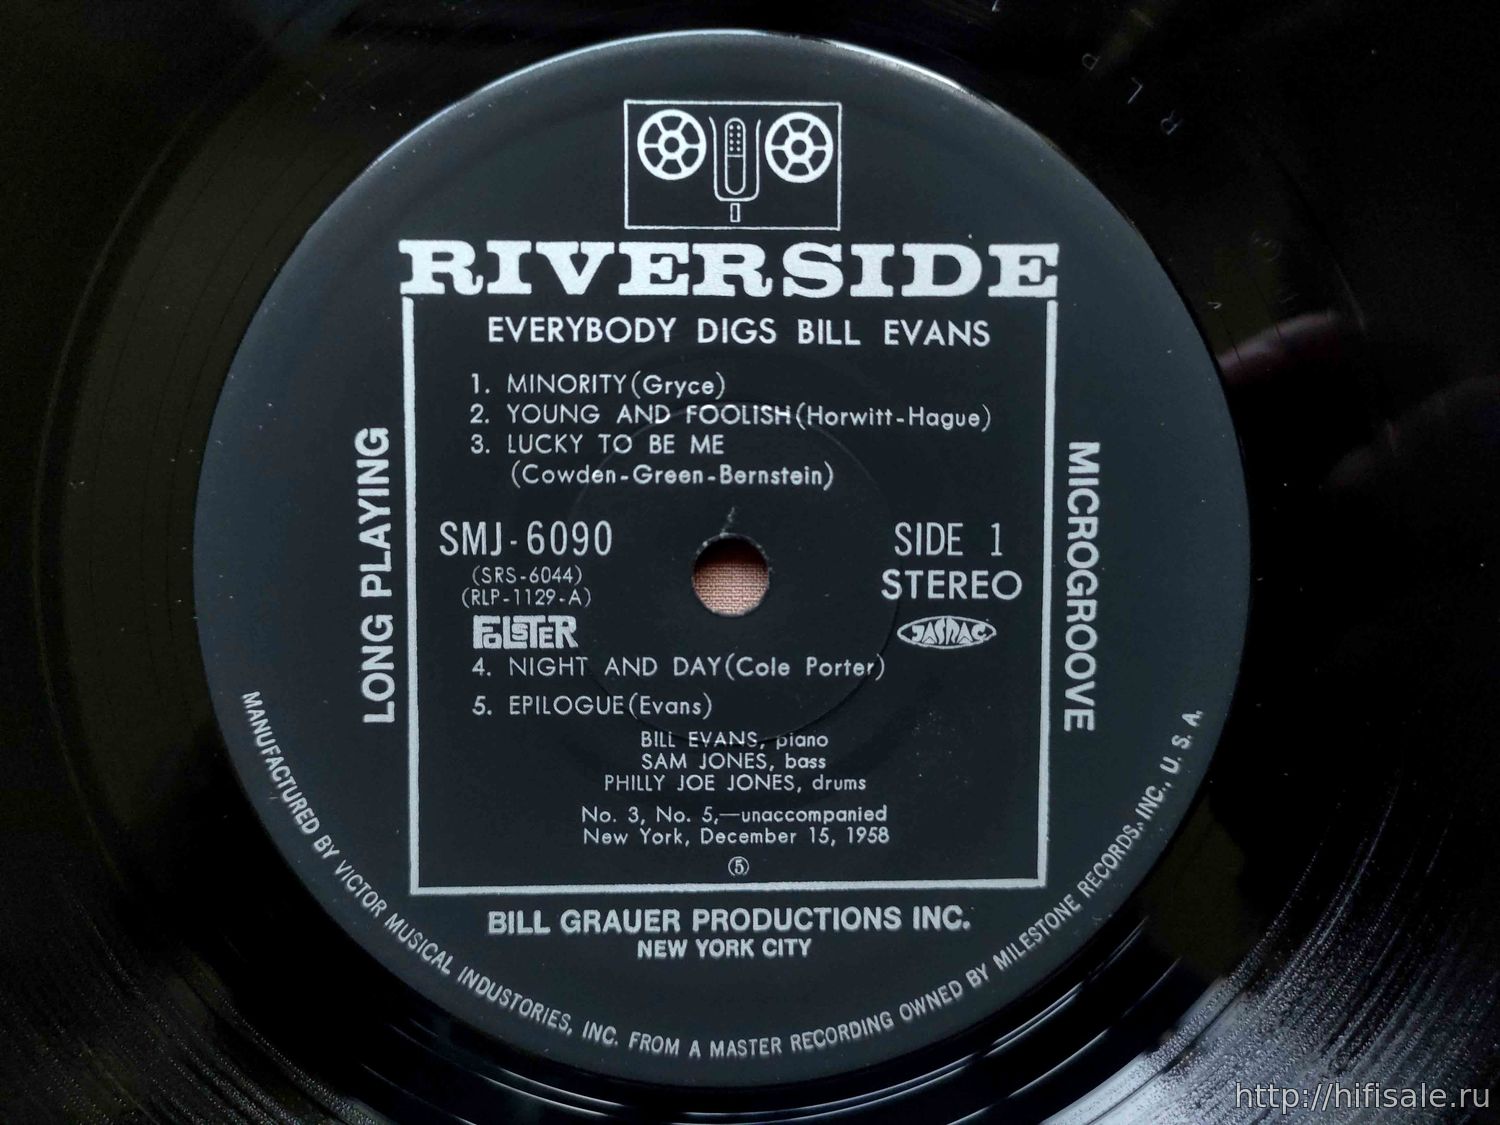 RIVERSIDE
EVERYBODY DIGS BILL EVANS
1. MINORITY (Gryce)
2. YOUNG AND FOOLISH (Horwitt-Hague)
3. LUCKY TO BE ME
(Cowden-Green-Bernstein)
SMJ-6090
(SRS-6044)
(RLP-1129-A)
FOLSTER
SIDE 1
STEREO
JASRAC
4. NIGHT AND DAY (Cole Porter)
5. EPILOGUE (Evans)
BILL EVANS, piano
SAM JONES, bass
PHILLY JOE JONES, drums
No. 3, No. 5,—unaccompanied
New York, December 15, 1958
⑤
LONG PLAYING
MICROGROOVE
BILL GRAUER PRODUCTIONS INC.
NEW YORK CITY
MANUFACTURED BY VICTOR MUSICAL INDUSTORIES, INC. FROM A MASTER RECORDING OWNED BY MILESTONE RECORDS, INC., U. S. A.
http://hifisale.ru